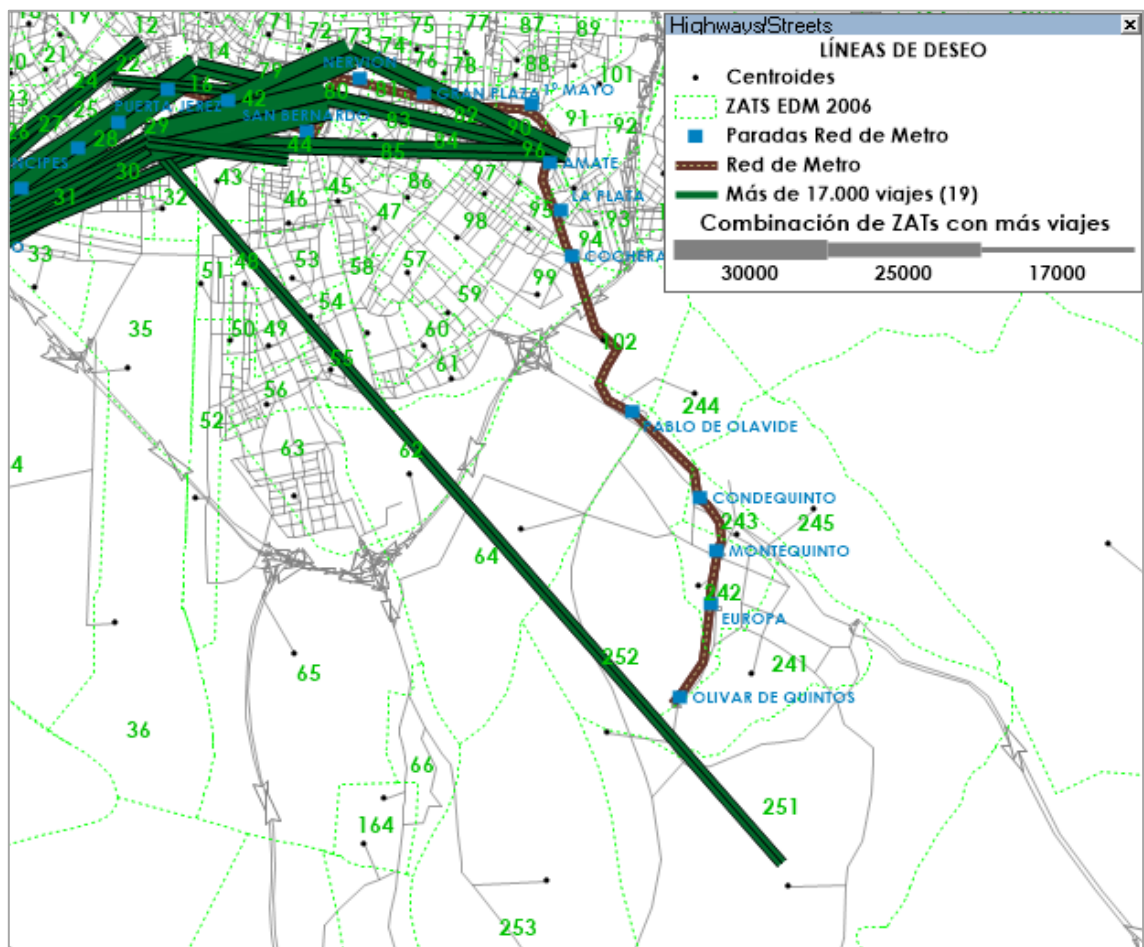 Highways/Streets
LÍNEAS DE DESEO
Centroides
ZATS EDM 2006
Paradas Red de Metro
Red de Metro
Más de 17.000 viajes (19)
Combinación de ZATs con más viajes
30000 25000 17000
12 71 75 77 87
19 14 72 73 74 89
21 22 NERVION 76 78 88 101
24 16 79 80 81 GRAN PLAZA 1º MAYO
25 PUERTA JEREZ 42 82
27 28 29 SAN BERNARDO 83 90 91 92
44 84 85 96 AMATE
30 43 86 97
31 32 46 45 LA PLATA
47 98 95 93
33 94
48 53 58 COCHERA
51 57 99
54 59
35 50 49 60 102
55 61
56 244
52 62 PABLO DE OLAVIDE
63
CONDEQUINTO
243 245
64 MONTEQUINTO
242
EUROPA
252 241
65
OLIVAR DE QUINTOS
36
66
251
164
253